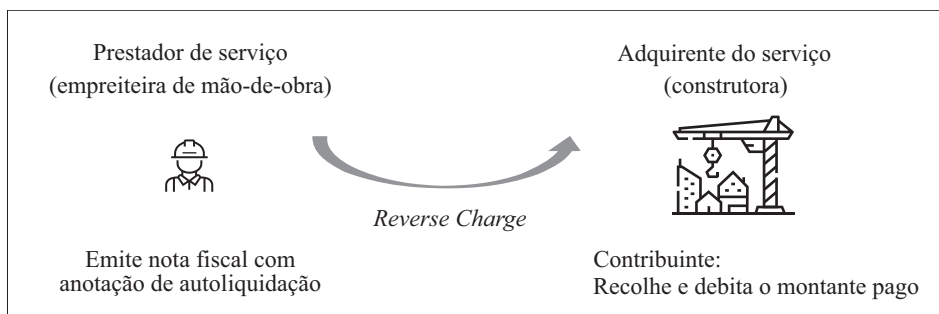 Prestador de serviço
(empreiteira de mão-de-obra)
Adquirente do serviço
(construtora)
Reverse Charge
Emite nota fiscal com
anotação de autoliquidação
Contribuinte:
Recolhe e debita o montante pago